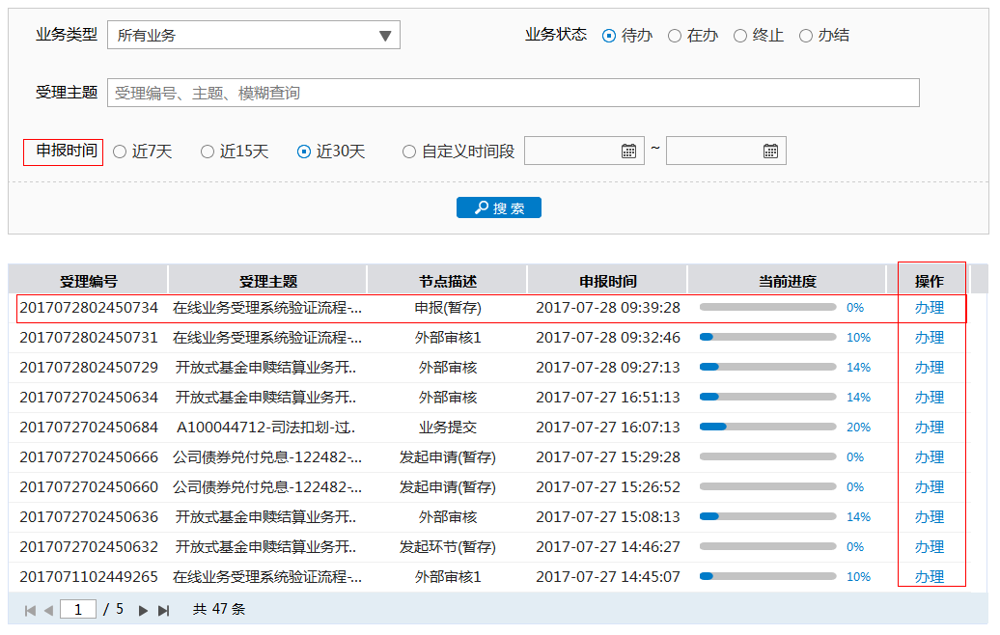 业务类型 所有业务 业务状态 待办 在办 终止 办结
受理主题 受理编号、主题、模糊查询
申报时间 近7天 近15天 近30天 自定义时间段 ~
搜 索
受理编号 受理主题 节点描述 申报时间 当前进度 操作
2017072802450734 在线业务受理系统验证流程-... 申报(暂存) 2017-07-28 09:39:28 0% 办理
2017072802450731 在线业务受理系统验证流程-... 外部审核1 2017-07-28 09:32:46 10% 办理
2017072802450729 开放式基金申赎结算业务开.. 外部审核 2017-07-28 09:27:13 14% 办理
2017072702450634 开放式基金申赎结算业务开.. 外部审核 2017-07-27 16:51:13 14% 办理
2017072702450684 A100044712-司法扣划-过.. 业务提交 2017-07-27 16:07:13 20% 办理
2017072702450666 公司债券兑付兑息-122482-... 发起申请(暂存) 2017-07-27 15:29:28 0% 办理
2017072702450660 公司债券兑付兑息-122482-... 发起申请(暂存) 2017-07-27 15:26:52 0% 办理
2017072702450636 开放式基金申赎结算业务开.. 外部审核 2017-07-27 15:08:13 14% 办理
2017072702450632 开放式基金申赎结算业务开.. 发起环节(暂存) 2017-07-27 14:46:27 0% 办理
2017071102449265 在线业务受理系统验证流程-... 外部审核1 2017-07-27 14:45:07 10% 办理
1 / 5 共 47 条